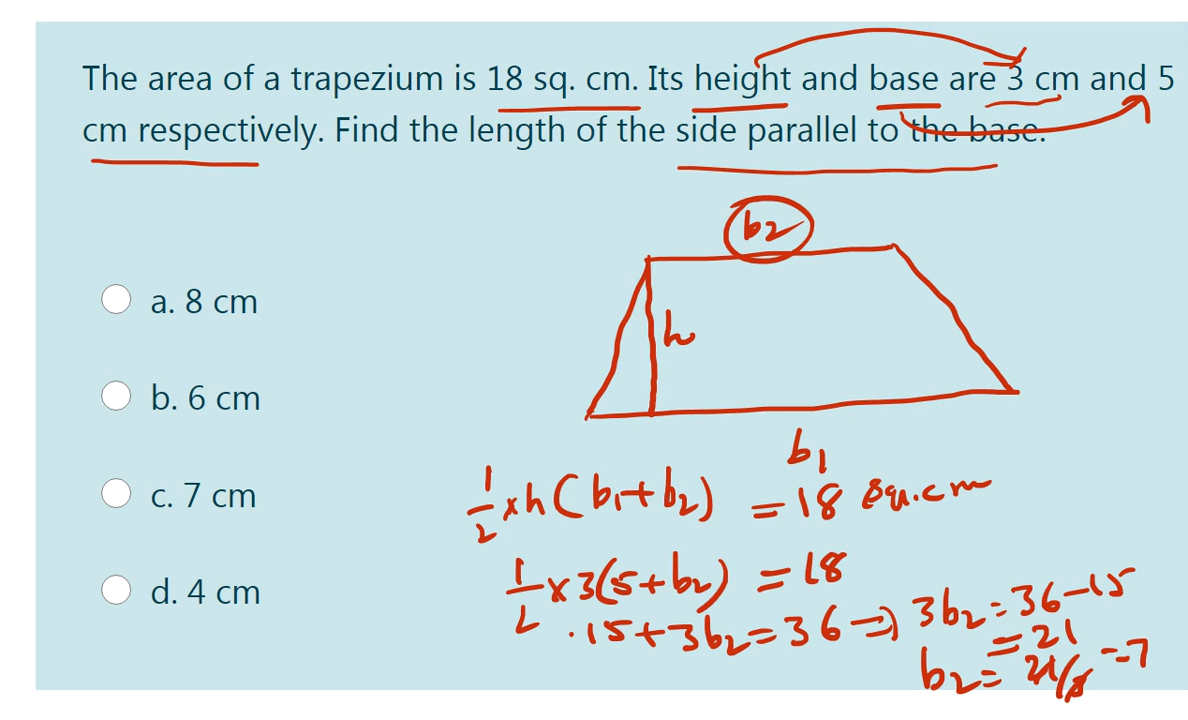 The area of a trapezium is 18 sq. cm. Its height and base are 3 cm and 5
cm respectively. Find the length of the side parallel to the base.
b2
a. 8 cm
h
b. 6 cm
b1
c. 7 cm
1/2 × h ( b1 + b2 ) = 18 squ.cm
d. 4 cm
1/2 × 3(5 + b2) = 18
15 + 3b2 = 36 ⇒ 3b2 = 36 - 15
= 21
b2 = 21/3 = 7